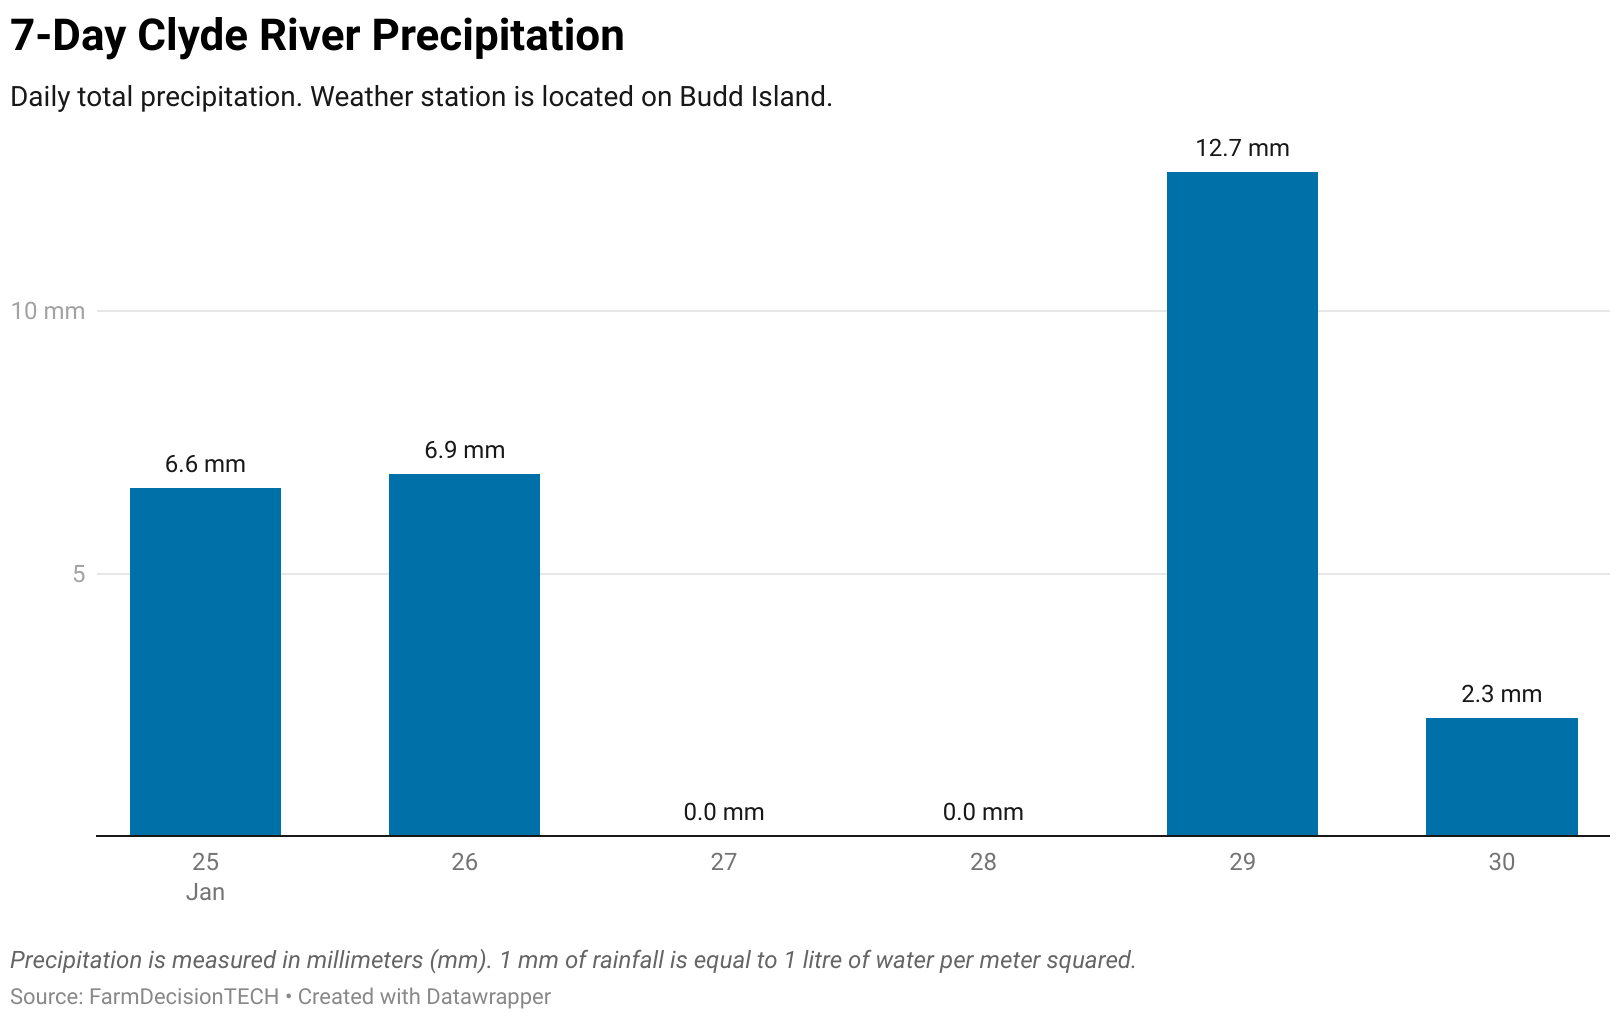 7-Day Clyde River Precipitation
Daily total precipitation. Weather station is located on Budd Island.
12.7 mm
10 mm
6.9 mm
6.6 mm
5
2.3 mm
0.0 mm
0.0 mm
25
26
27
28
29
30
Jan
Precipitation is measured in millimeters (mm). 1 mm of rainfall is equal to 1 litre of water per meter squared.
Source: FarmDecisionTECH • Created with Datawrapper